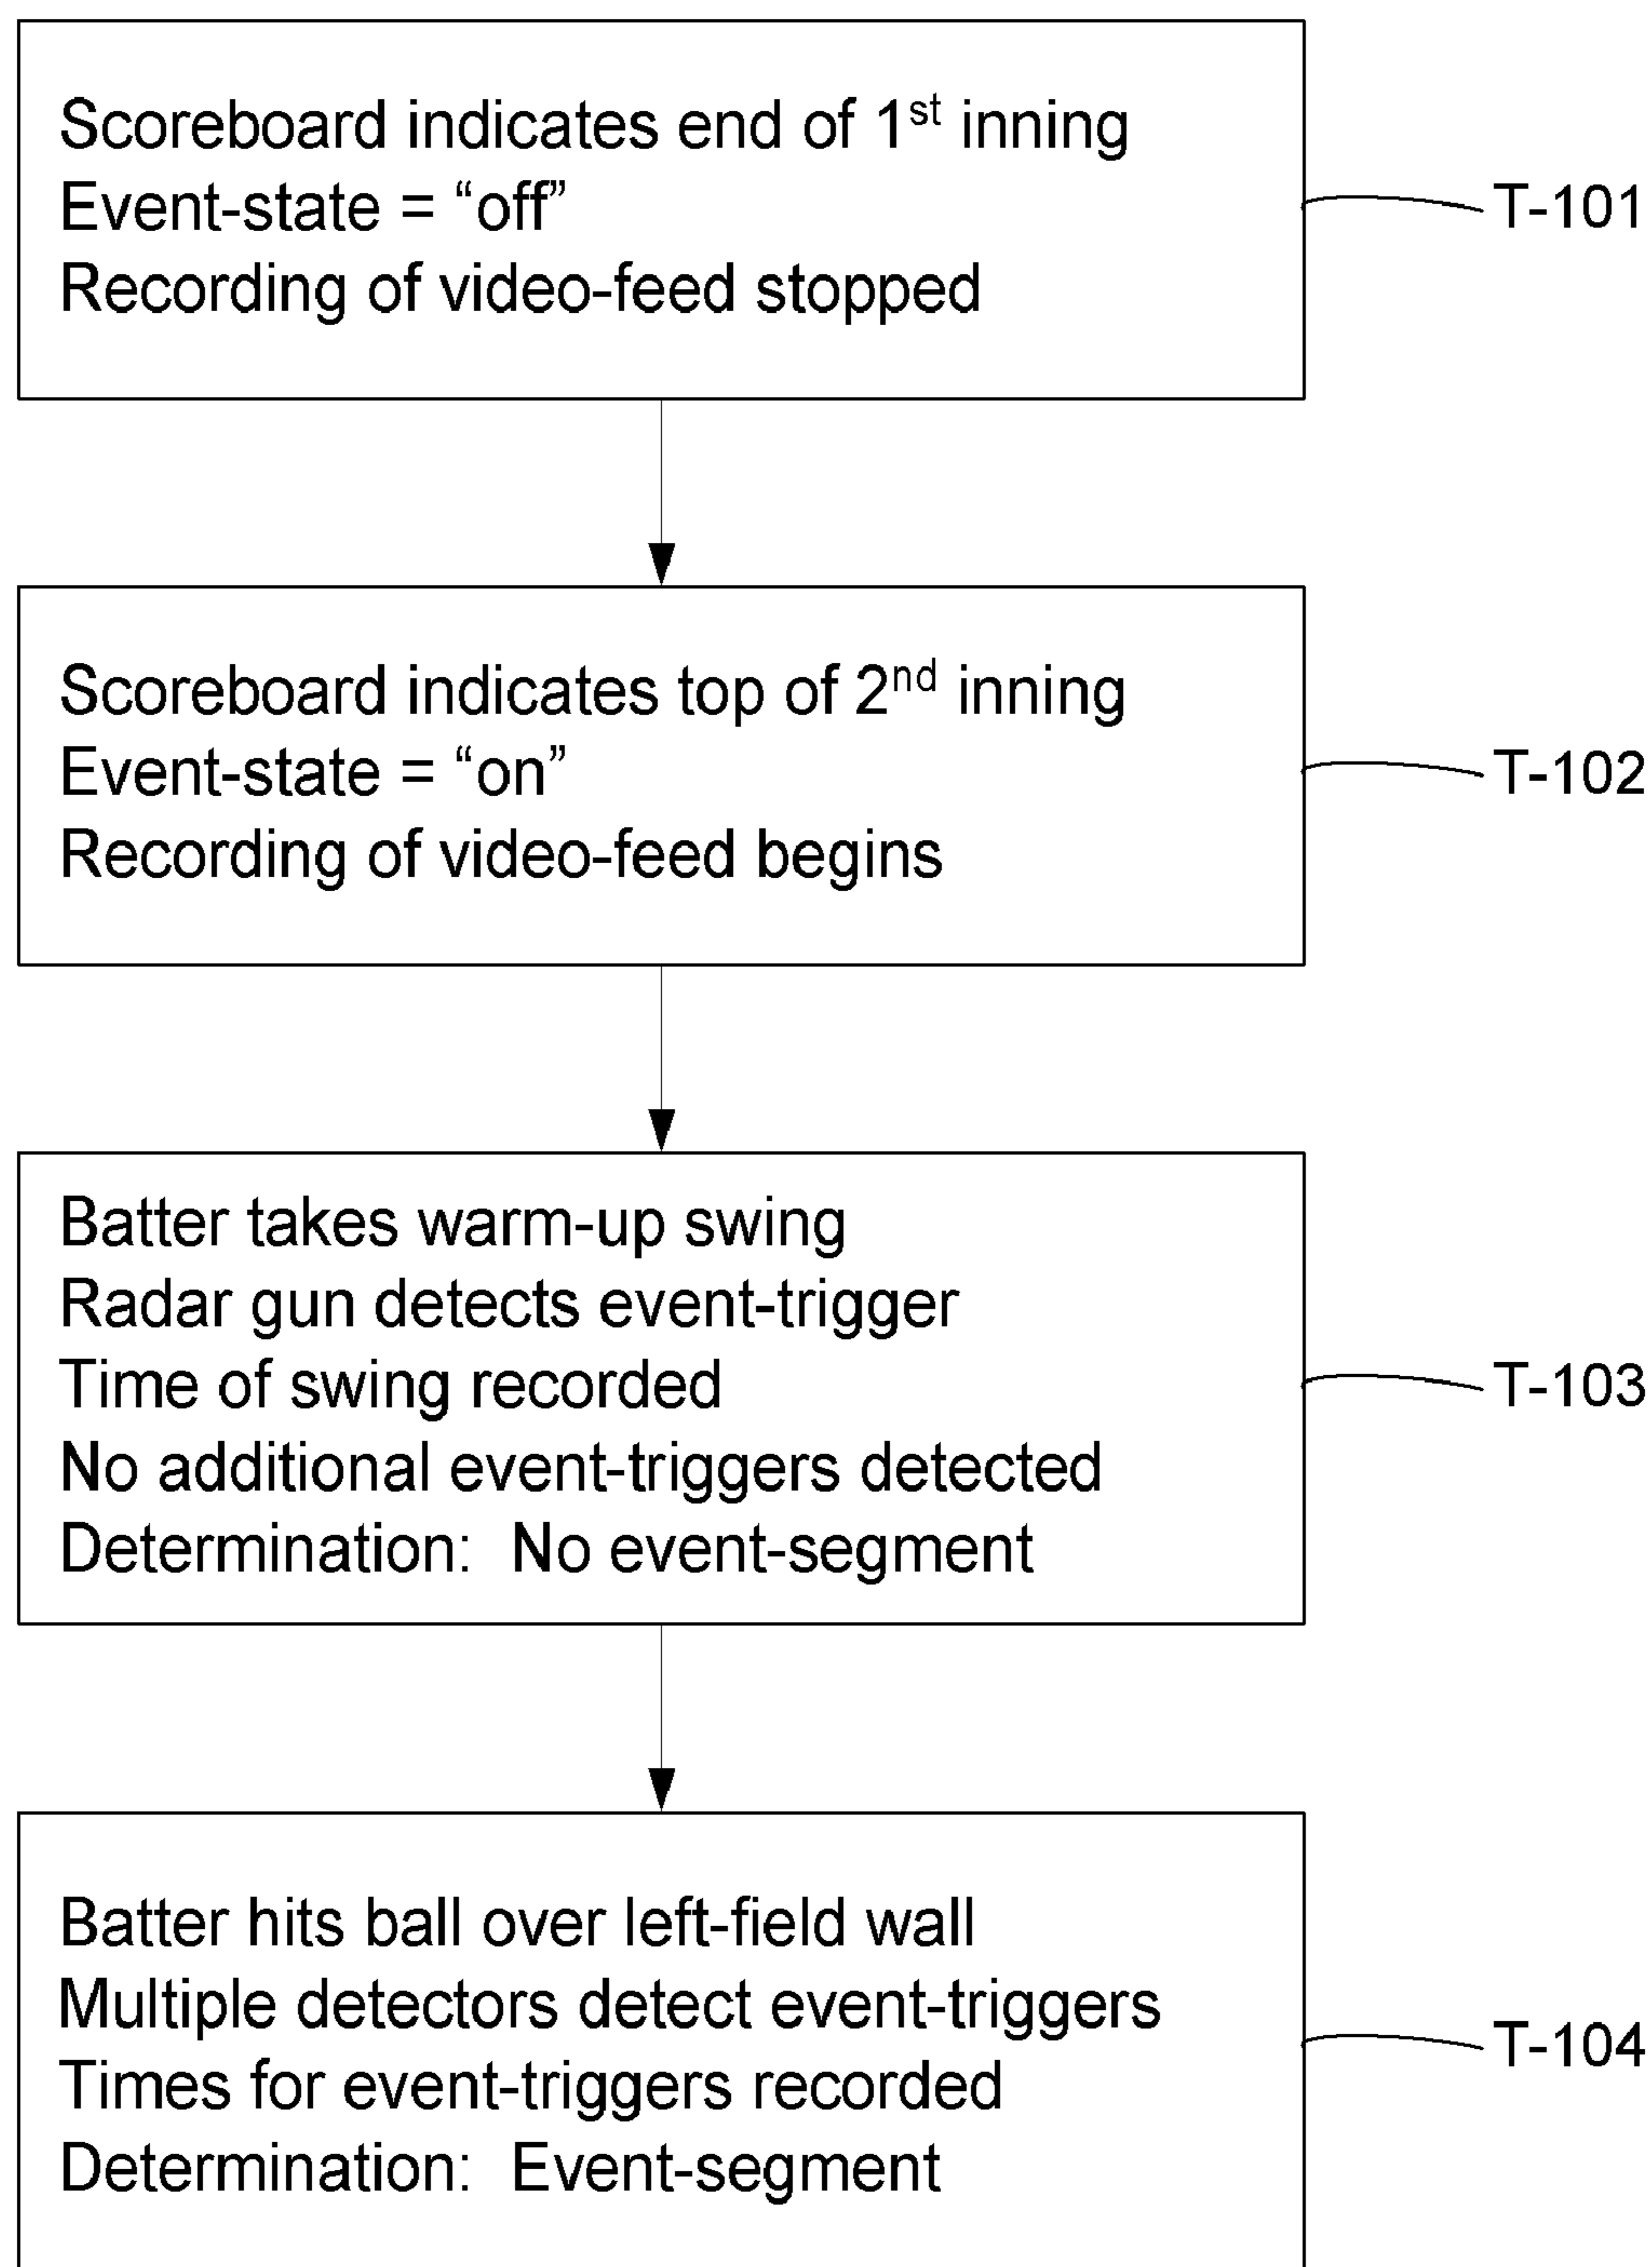 Scoreboard indicates end of 1st inning
Event-state = “off”
Recording of video-feed stopped
T-101
Scoreboard indicates top of 2nd inning
Event-state = “on”
Recording of video-feed begins
T-102
Batter takes warm-up swing
Radar gun detects event-trigger
Time of swing recorded
No additional event-triggers detected
Determination: No event-segment
T-103
Batter hits ball over left-field wall
Multiple detectors detect event-triggers
Times for event-triggers recorded
Determination: Event-segment
T-104